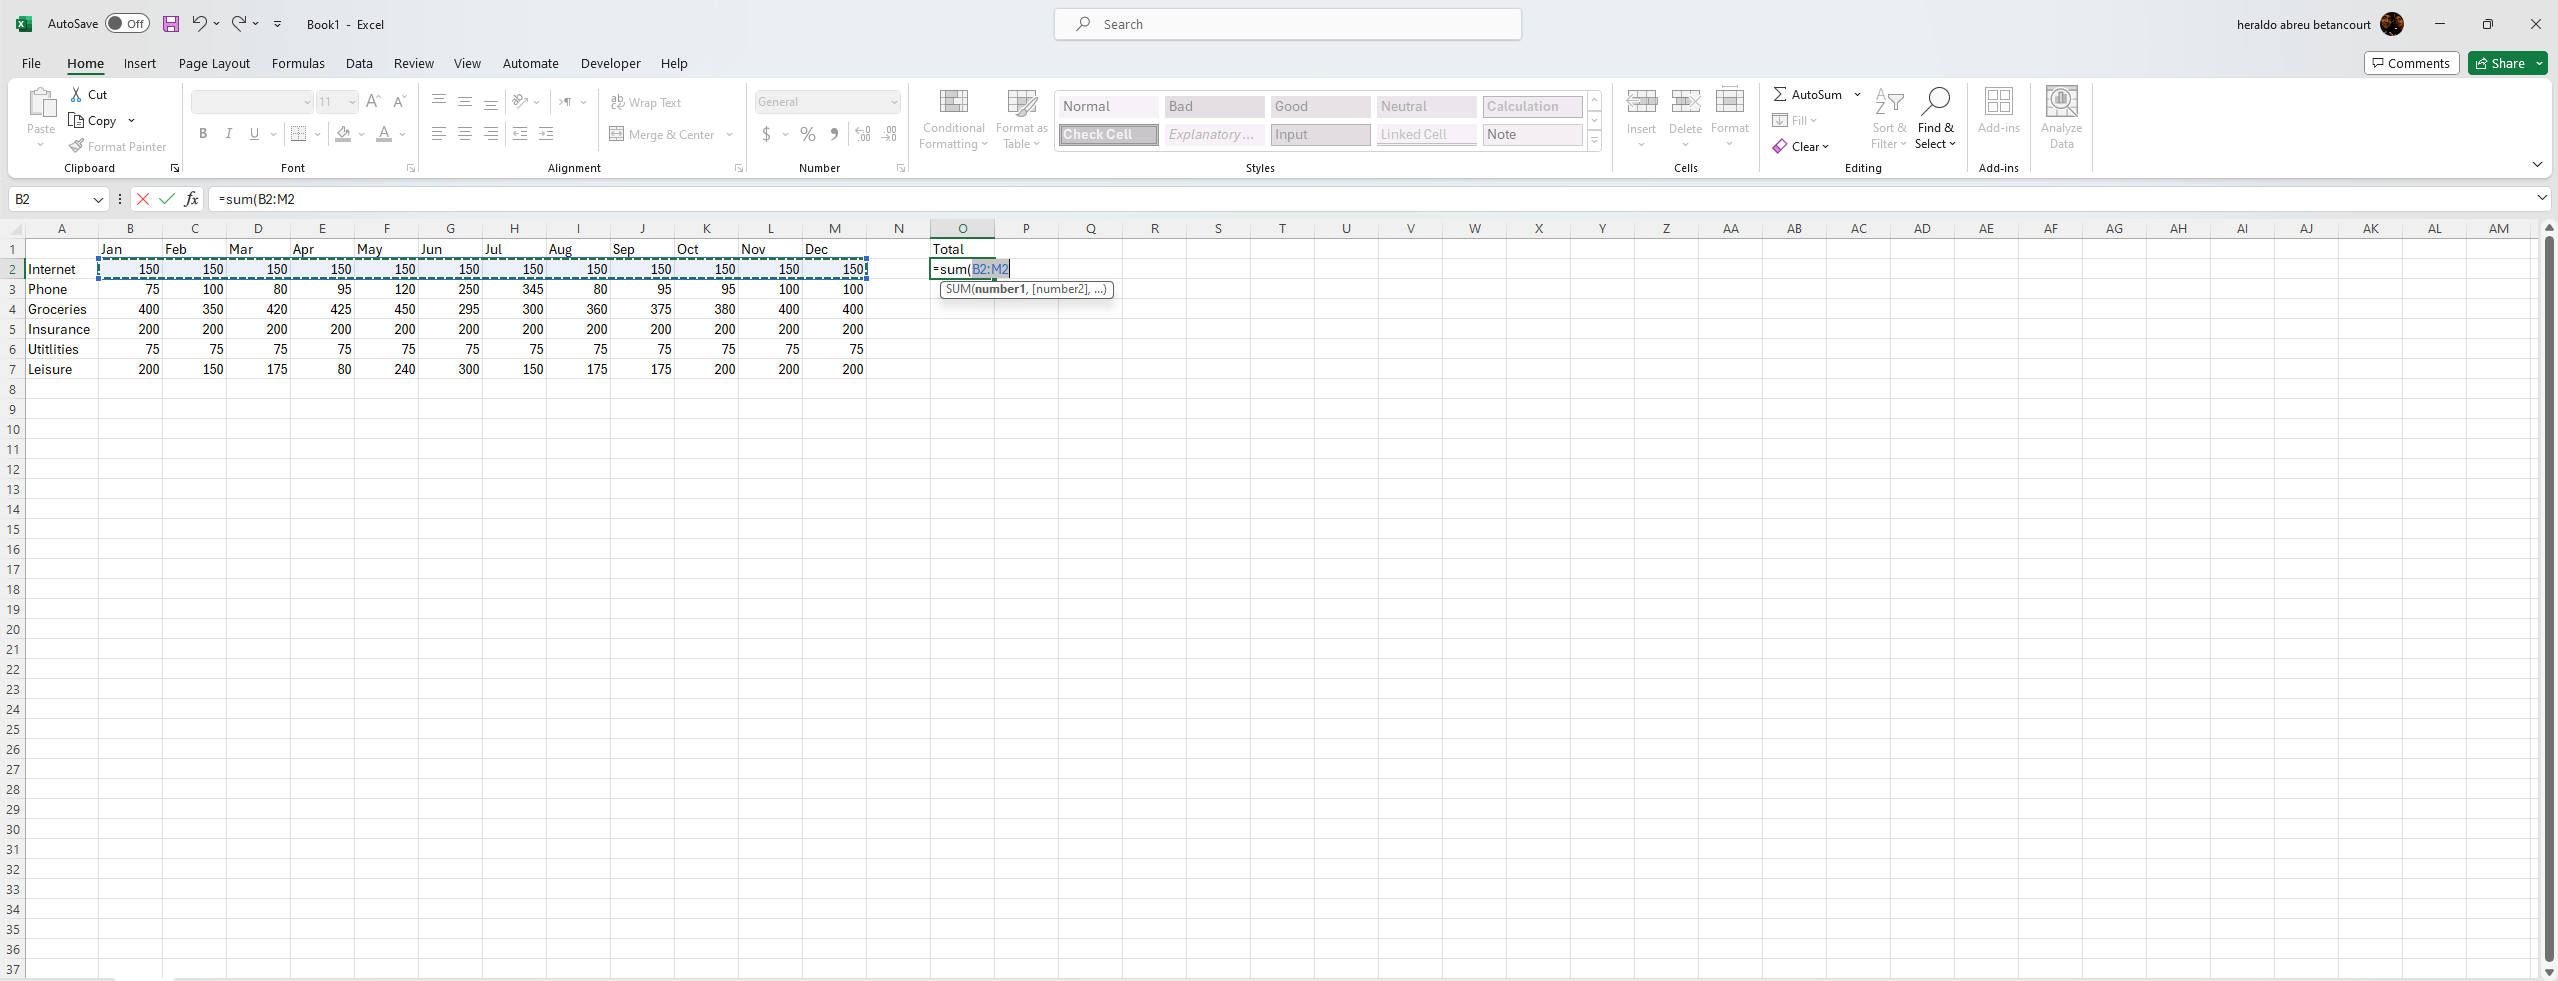 AutoSave Off Book1 - Excel Search heraldo abreu betancourt
File Home Insert Page Layout Formulas Data Review View Automate Developer Help Comments Share
Paste Cut Copy Format Painter Clipboard
11 B I U Font
ab Wrap Text Merge & Center Alignment
General $ % Number
Conditional Formatting Format as Table
Normal Bad Good Neutral Calculation
Check Cell Explanatory ... Input Linked Cell Note
Styles
Insert Delete Format Cells
AutoSum Fill Clear Sort & Filter Find & Select Editing
Add-ins Add-ins
Analyze Data
B2 fx =sum(B2:M2
A B C D E F G H I J K L M N O P Q R S T U V W X Y Z AA AB AC AD AE AF AG AH AI AJ AK AL AM
1 Jan Feb Mar Apr May Jun Jul Aug Sep Oct Nov Dec Total
2 Internet 150 150 150 150 150 150 150 150 150 150 150 150 =sum(B2:M2
SUM(number1, [number2], ...)
3 Phone 75 100 80 95 120 250 345 80 95 95 100 100
4 Groceries 400 350 420 425 450 295 300 360 375 380 400 400
5 Insurance 200 200 200 200 200 200 200 200 200 200 200 200
6 Utitlities 75 75 75 75 75 75 75 75 75 75 75 75
7 Leisure 200 150 175 80 240 300 150 175 175 200 200 200
8
9
10
11
12
13
14
15
16
17
18
19
20
21
22
23
24
25
26
27
28
29
30
31
32
33
34
35
36
37